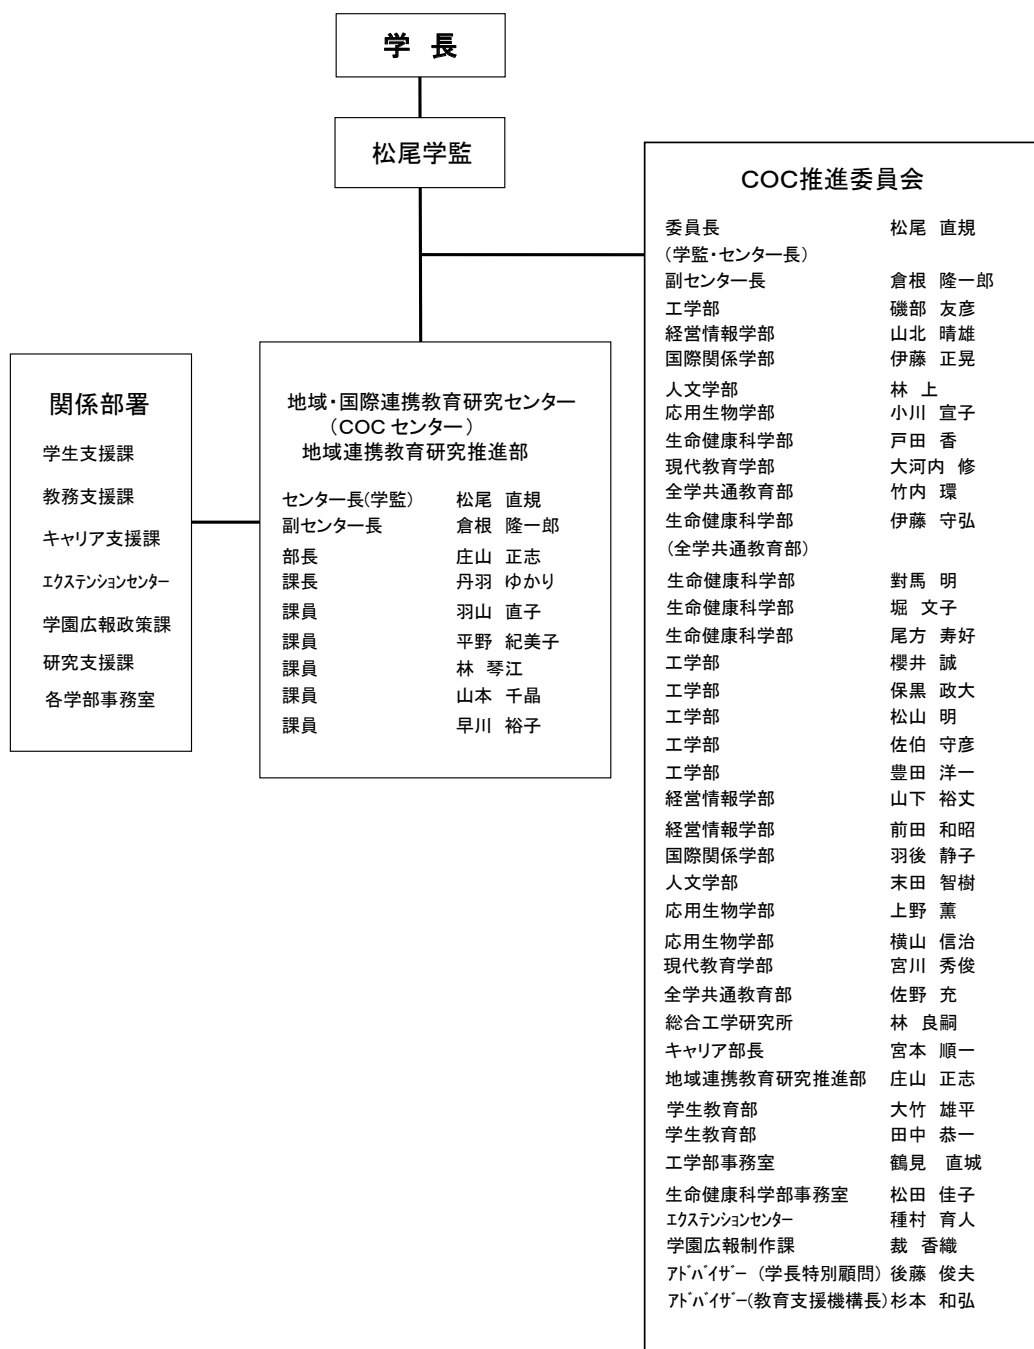 学 長
松尾学監
関係部署
学生支援課
教務支援課
キャリア支援課
エクステンションセンター
学園広報政策課
研究支援課
各学部事務室
地域・国際連携教育研究センター
(COC センター)
地域連携教育研究推進部
センター長(学監) 松尾 直規
副センター長 倉根 隆一郎
部長 庄山 正志
課長 丹羽 ゆかり
課員 羽山 直子
課員 平野 紀美子
課員 林 琴江
課員 山本 千晶
課員 早川 裕子
COC推進委員会
委員長 松尾 直規
(学監・センター長)
副センター長 倉根 隆一郎
工学部 磯部 友彦
経営情報学部 山北 晴雄
国際関係学部 伊藤 正晃
人文学部 林 上
応用生物学部 小川 宣子
生命健康科学部 戸田 香
現代教育学部 大河内 修
全学共通教育部 竹内 環
生命健康科学部 伊藤 守弘
(全学共通教育部)
生命健康科学部 對馬 明
生命健康科学部 堀 文子
生命健康科学部 尾方 寿好
工学部 櫻井 誠
工学部 保黒 政大
工学部 松山 明
工学部 佐伯 守彦
工学部 豊田 洋一
経営情報学部 山下 裕丈
経営情報学部 前田 和昭
国際関係学部 羽後 静子
人文学部 末田 智樹
応用生物学部 上野 薫
応用生物学部 横山 信治
現代教育学部 宮川 秀俊
全学共通教育部 佐野 充
総合工学研究所 林 良嗣
キャリア部長 宮本 順一
地域連携教育研究推進部 庄山 正志
学生教育部 大竹 雄平
学生教育部 田中 恭一
工学部事務室 鶴見 直城
生命健康科学部事務室 松田 佳子
エクステンションセンター 種村 育人
学園広報制作課 裁 香織
アドバイザー (学長特別顧問) 後藤 俊夫
アドバイザー(教育支援機構長) 杉本 和弘